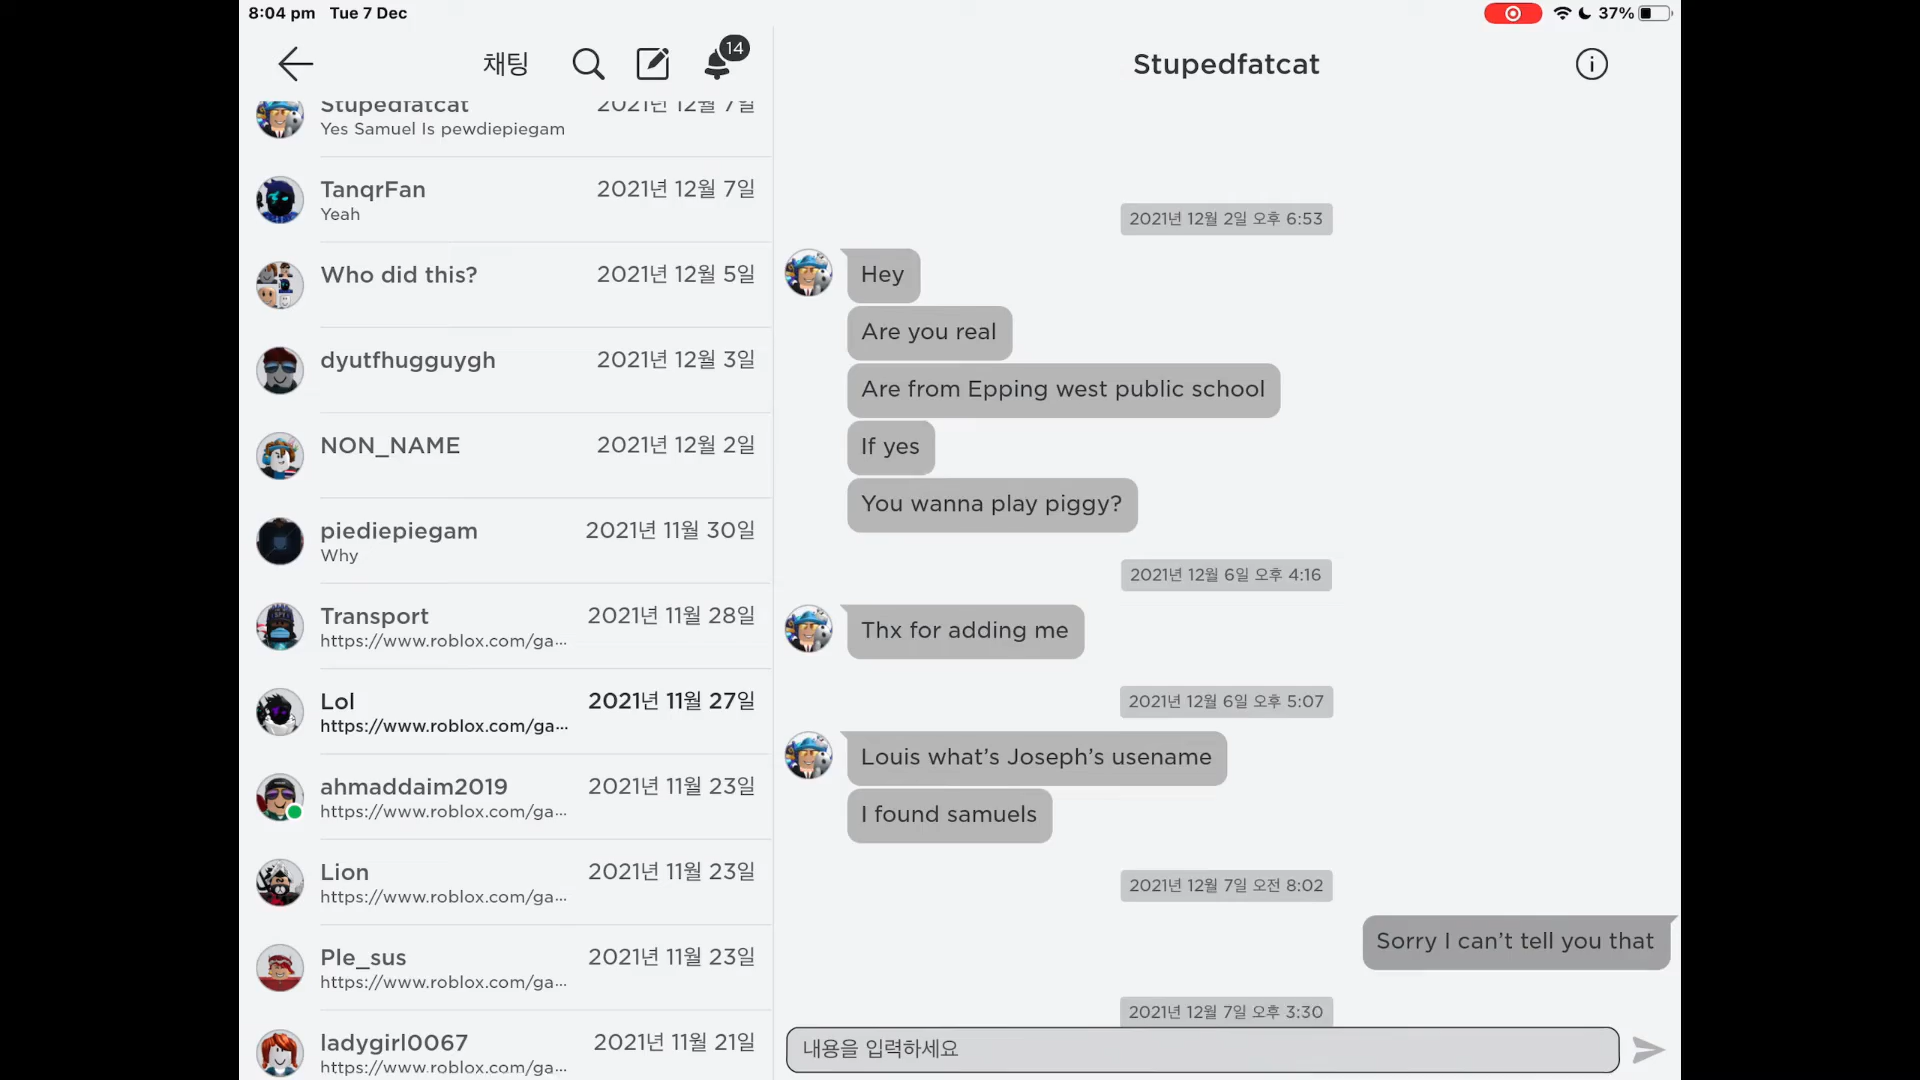 8:04 pm Tue 7 Dec
37%
채팅
14
Stupedfatcat 2021년 12월 7일
Yes Samuel Is pewdiepiegam
TanqrFan 2021년 12월 7일
Yeah
Who did this? 2021년 12월 5일
dyutfhugguygh 2021년 12월 3일
NON_NAME 2021년 12월 2일
piediepiegam 2021년 11월 30일
Why
Transport 2021년 11월 28일
https://www.roblox.com/ga...
Lol 2021년 11월 27일
https://www.roblox.com/ga...
ahmaddaim2019 2021년 11월 23일
https://www.roblox.com/ga...
Lion 2021년 11월 23일
https://www.roblox.com/ga...
Ple_sus 2021년 11월 23일
https://www.roblox.com/ga...
ladygirl0067 2021년 11월 21일
https://www.roblox.com/ga...
Stupedfatcat
2021년 12월 2일 오후 6:53
Hey
Are you real
Are from Epping west public school
If yes
You wanna play piggy?
2021년 12월 6일 오후 4:16
Thx for adding me
2021년 12월 6일 오후 5:07
Louis what’s Joseph’s usename
I found samuels
2021년 12월 7일 오전 8:02
Sorry I can’t tell you that
2021년 12월 7일 오후 3:30
내용을 입력하세요